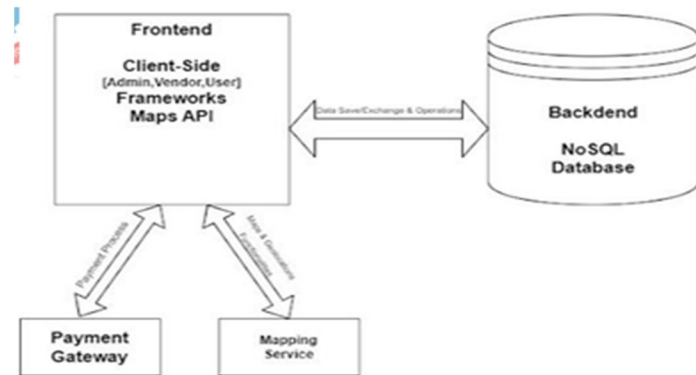 Frontend
Client-Side
[Admin,Vendor,User]
Frameworks
Maps API
Data Save/Exchange & Operations
Backdend
NoSQL
Database
Payment Process
Maps & Geolocations
Functionalities
Payment
Gateway
Mapping
Service